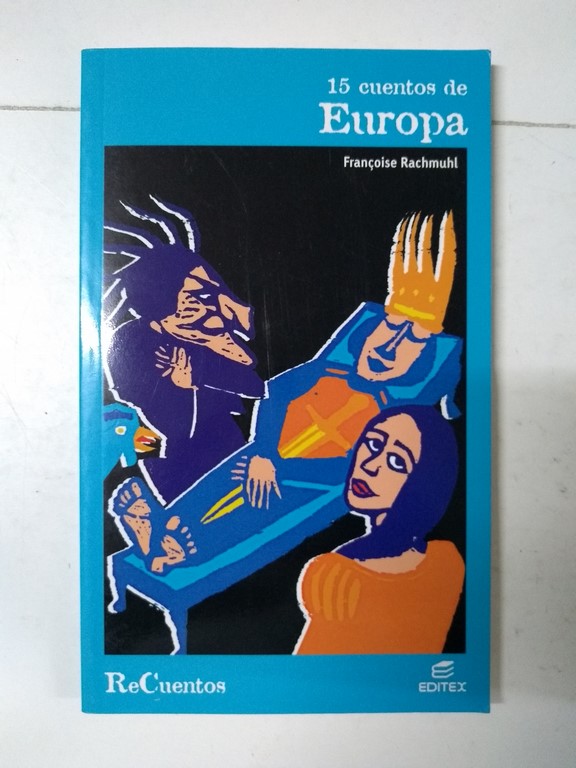 15 cuentos de
Europa
Françoise Rachmuhl
ReCuentos
EDITEX